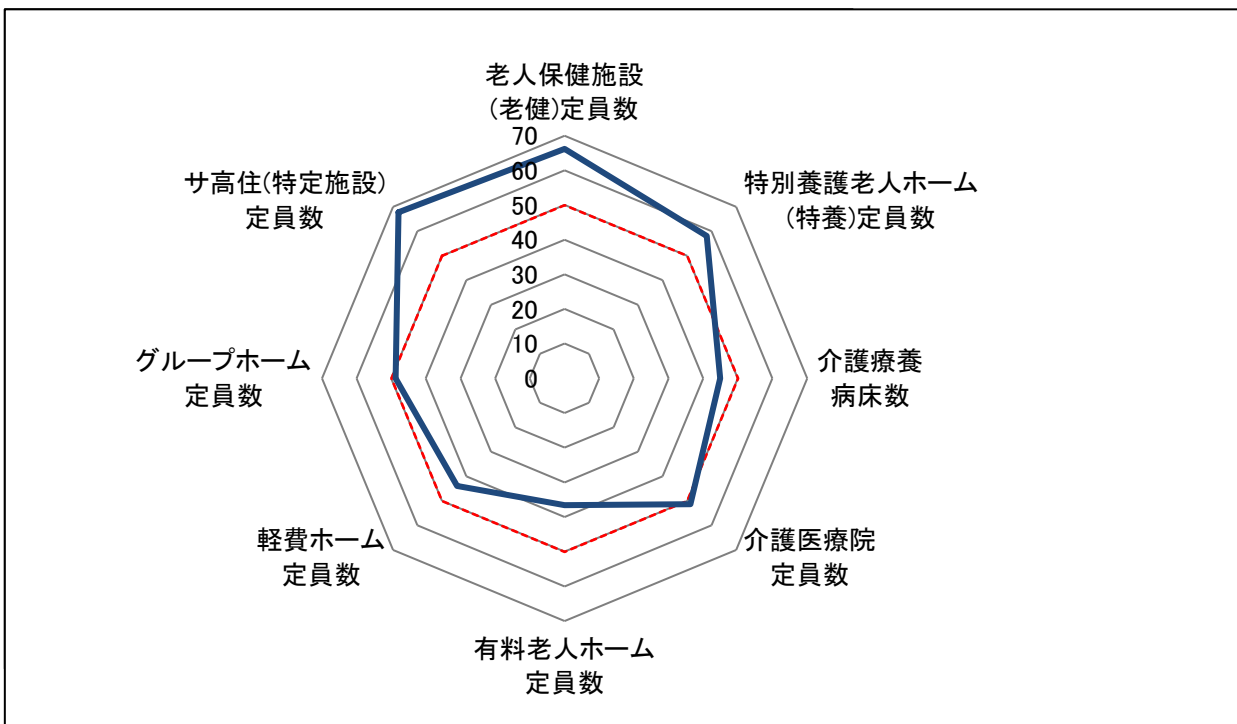 老人保健施設
(老健)定員数
特別養護老人ホーム
(特養)定員数
介護療養
病床数
介護医療院
定員数
有料老人ホーム
定員数
軽費ホーム
定員数
グループホーム
定員数
サ高住(特定施設)
定員数
70
60
50
40
30
20
10
0